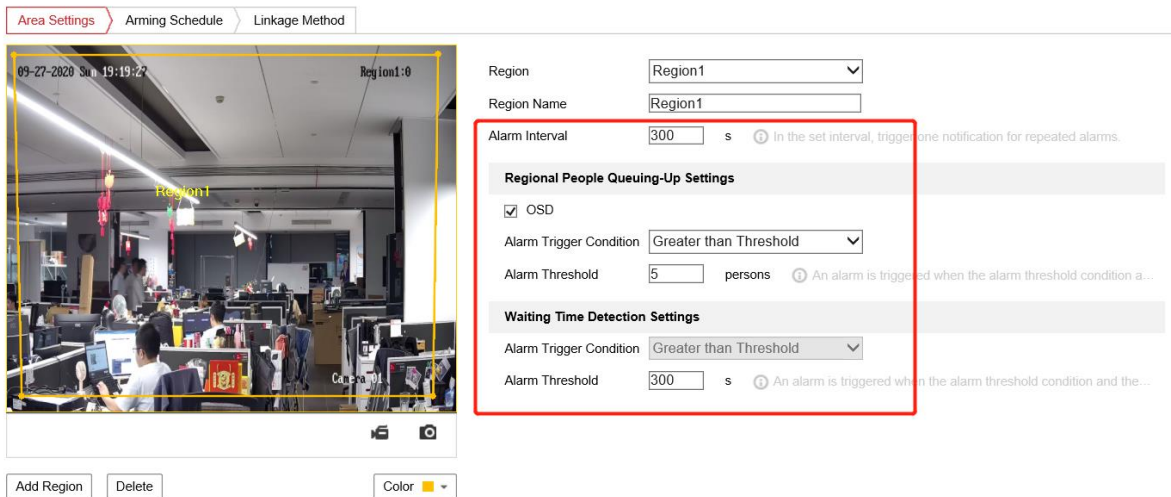 Area Settings
Arming Schedule
Linkage Method
09-27-2020 Sun 19:19:27
Region1:0
Region1
Camera 01
Add Region
Delete
Color
Region
Region1
Region Name
Region1
Alarm Interval
300 s
In the set interval, trigger one notification for repeated alarms.
Regional People Queuing-Up Settings
OSD
Alarm Trigger Condition
Greater than Threshold
Alarm Threshold
5 persons
An alarm is triggered when the alarm threshold condition a...
Waiting Time Detection Settings
Alarm Trigger Condition
Greater than Threshold
Alarm Threshold
300 s
An alarm is triggered when the alarm threshold condition and the...